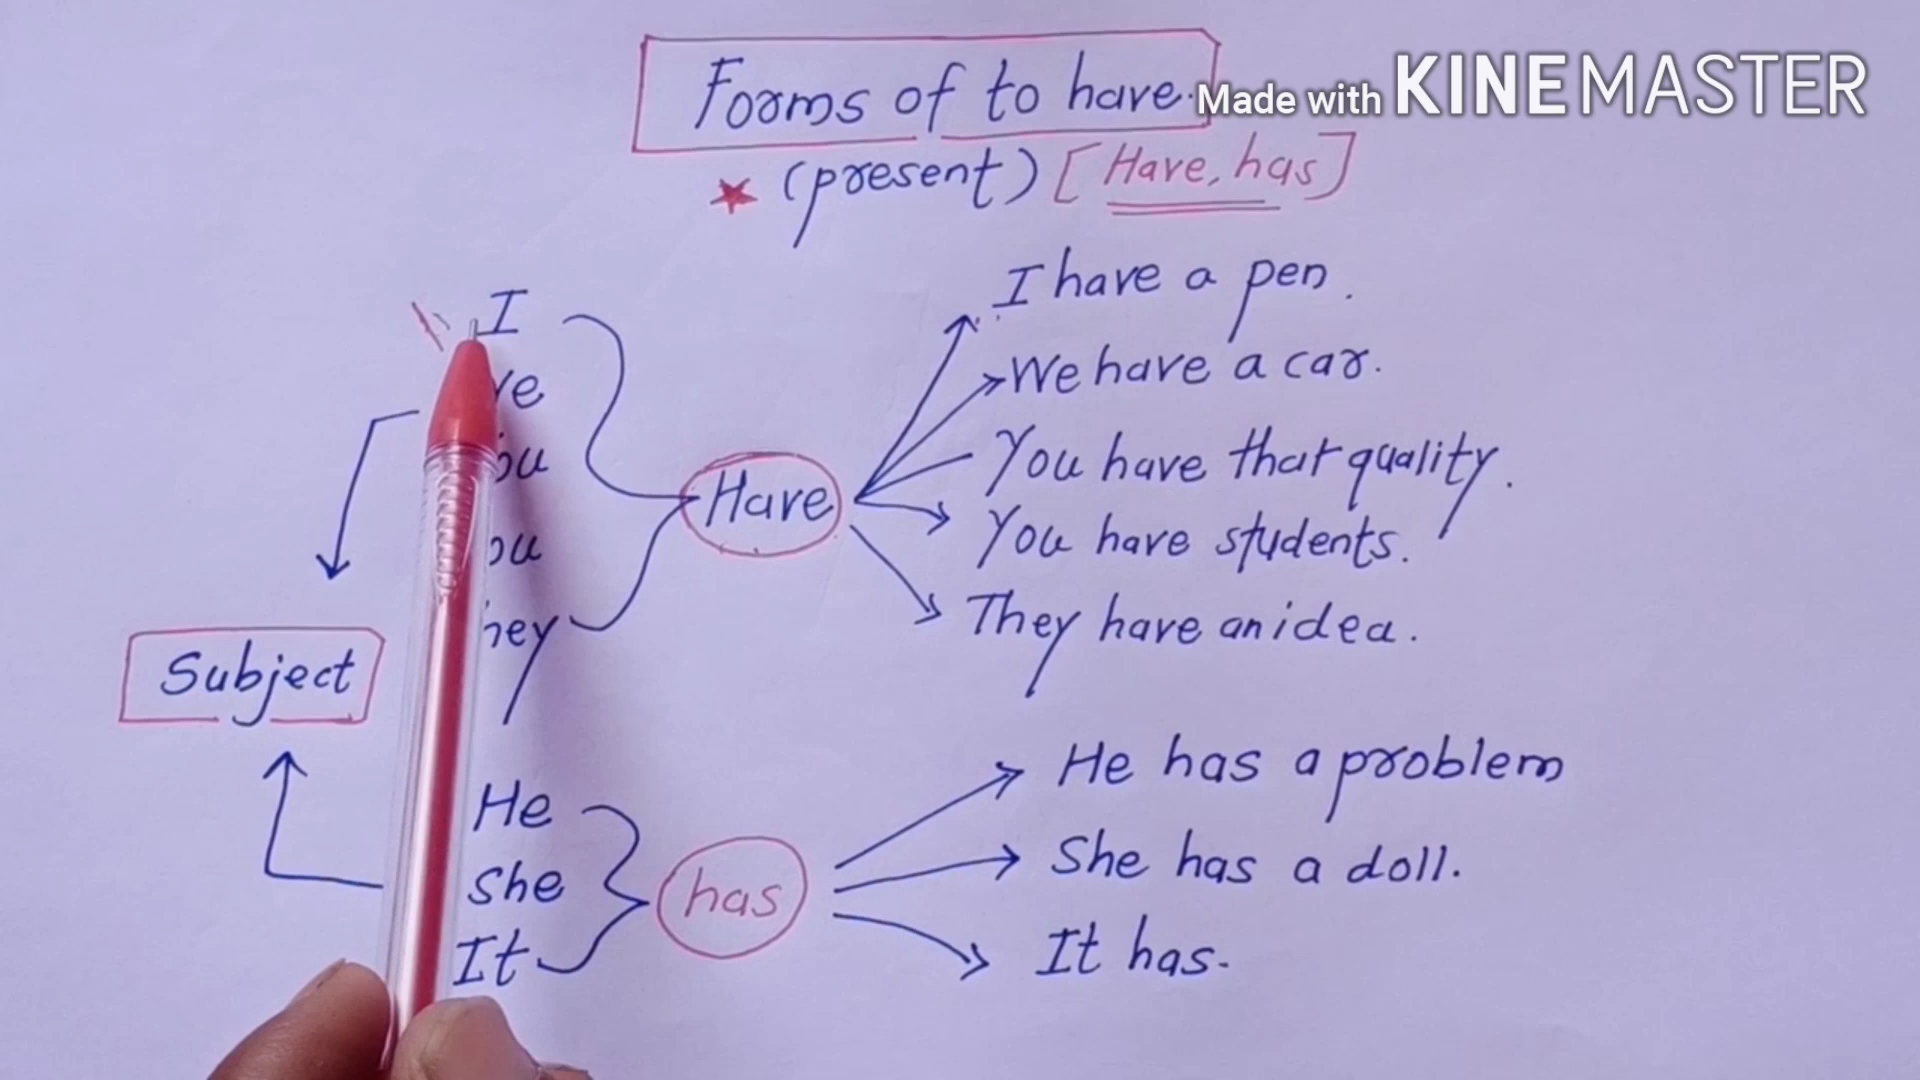 Forms of to have.
Made with KINEMASTER
(present) [Have, has]
I
I have a pen.
We have a car.
You have that quality.
Have
You have students.
They have an idea.
Subject
He
He has a problem
She
She has a doll.
has
It
It has.